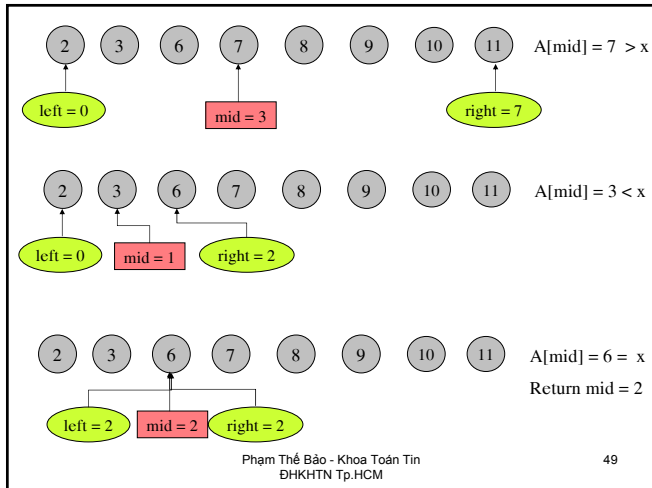 2 3 6 7 8 9 10 11 A[mid] = 7 > x
left = 0 mid = 3 right = 7
2 3 6 7 8 9 10 11 A[mid] = 3 < x
left = 0 mid = 1 right = 2
2 3 6 7 8 9 10 11 A[mid] = 6 = x
Return mid = 2
left = 2 mid = 2 right = 2
Phạm Thế Bảo - Khoa Toán Tin 49
ĐHKHTN Tp.HCM